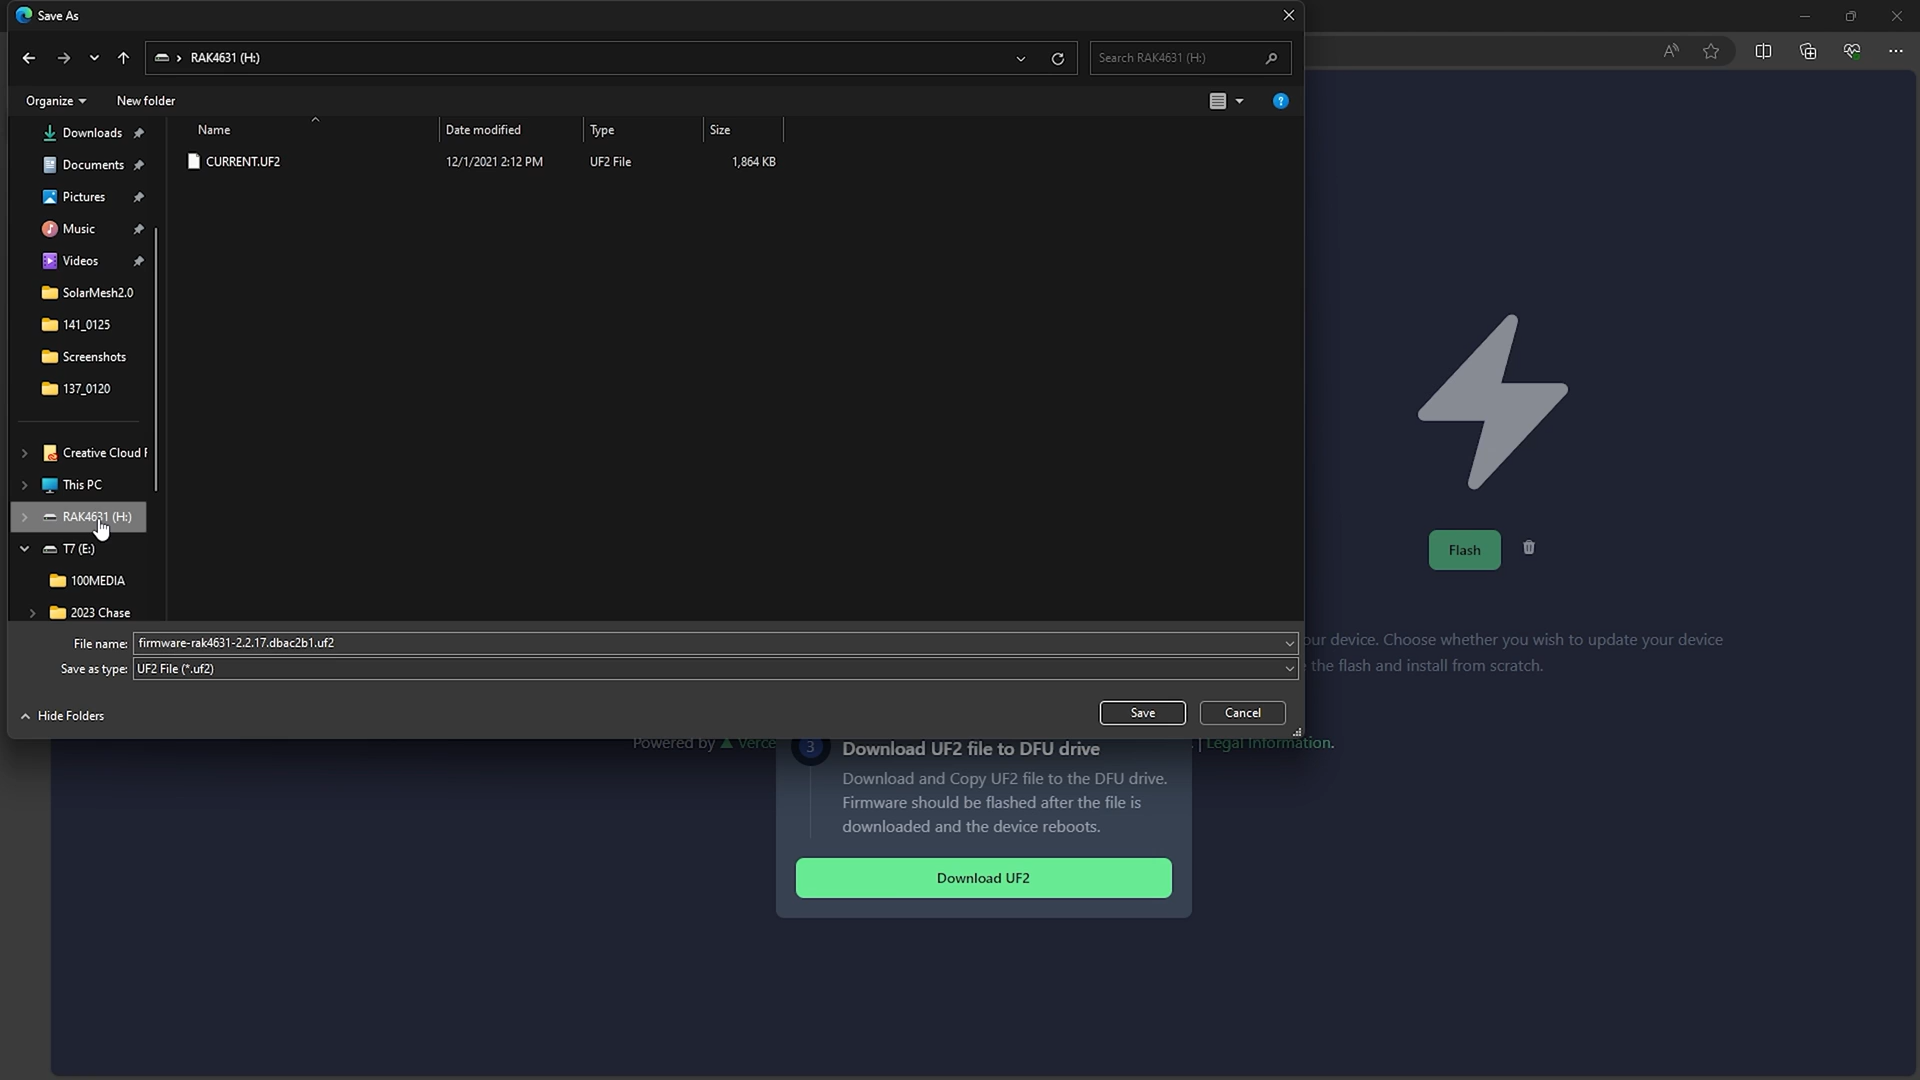 Save As
RAK4631 (H:)
Search RAK4631 (H:)
Organize
New folder
Name
Date modified
Type
Size
CURRENT.UF2
12/1/2021 2:12 PM
UF2 File
1,864 KB
Downloads
Documents
Pictures
Music
Videos
SolarMesh2.0
141_0125
Screenshots
137_0120
Creative Cloud F
This PC
RAK4631 (H:)
T7 (E:)
100MEDIA
2023 Chase
File name: firmware-rak4631-2.2.17.dbac2b1.uf2
Save as type: UF2 File (*.uf2)
Hide Folders
Save
Cancel
Flash
our device. Choose whether you wish to update your device
the flash and install from scratch.
Powered by ▲ Verce
| Legal Information.
3
Download UF2 file to DFU drive
Download and Copy UF2 file to the DFU drive.
Firmware should be flashed after the file is
downloaded and the device reboots.
Download UF2